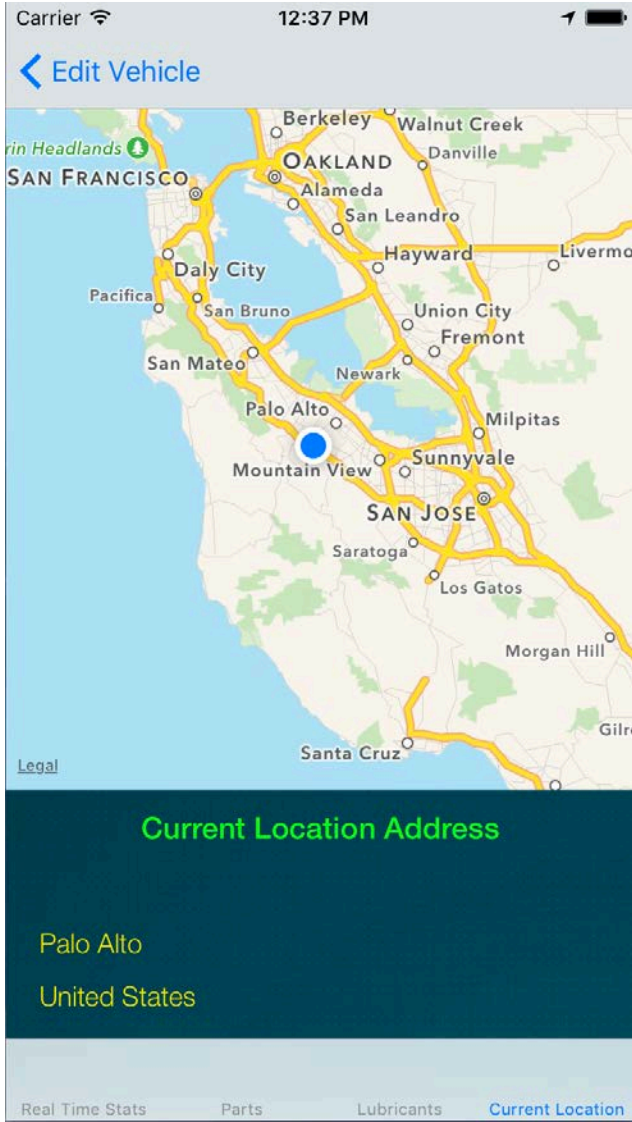 Carrier 12:37 PM
Edit Vehicle
Berkeley Walnut Creek
rin Headlands Danville
OAKLAND
SAN FRANCISCO
Alameda
San Leandro
Hayward Livermo
Daly City
Pacifica San Bruno Union City
Fremont
San Mateo
Newark
Palo Alto
Milpitas
Mountain View Sunnyvale
SAN JOSE
Saratoga
Los Gatos
Morgan Hill
Gilr
Santa Cruz
Legal
Current Location Address
Palo Alto
United States
Real Time Stats Parts Lubricants Current Location